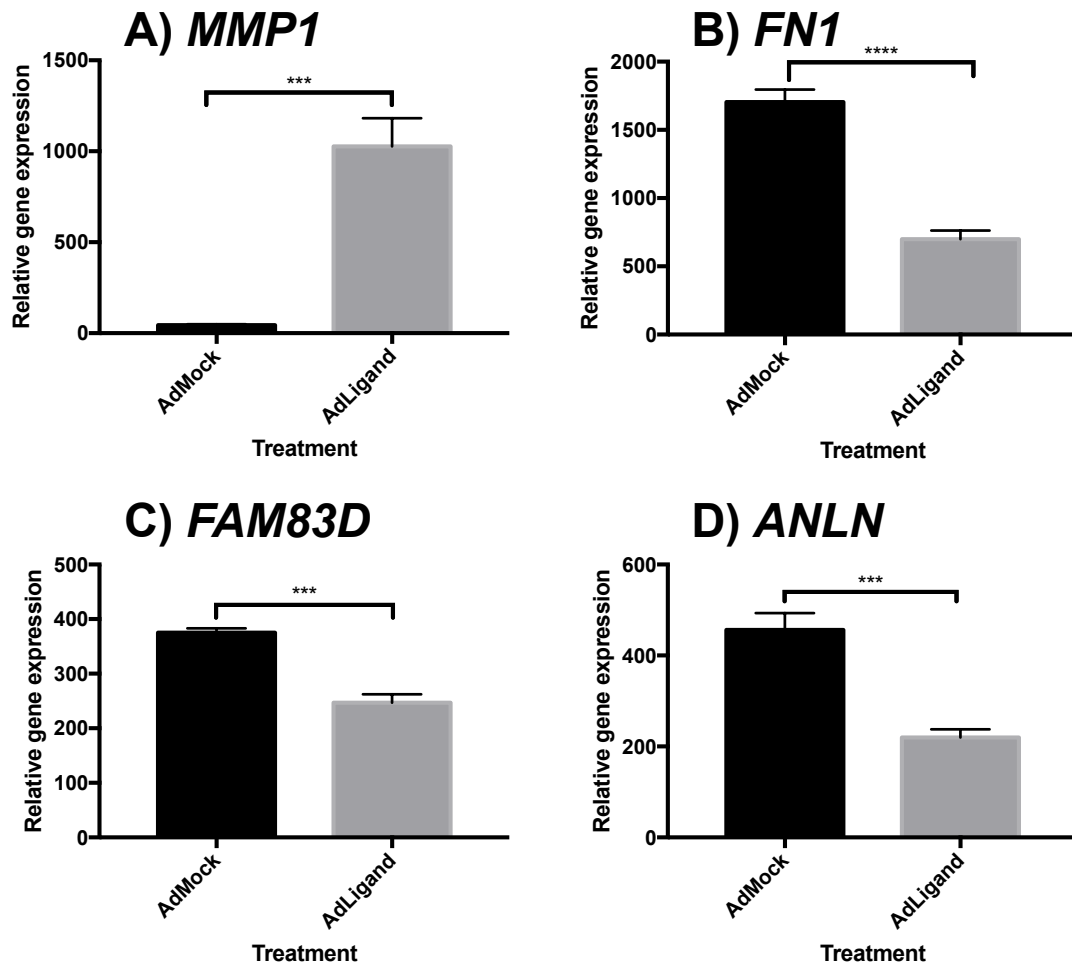 A) MMP1
Relative gene expression
1500
1000
500
0
***
AdMock
AdLigand
Treatment
B) FN1
Relative gene expression
2000
1500
1000
500
0
****
AdMock
AdLigand
Treatment
C) FAM83D
Relative gene expression
500
400
300
200
100
0
***
AdMock
AdLigand
Treatment
D) ANLN
Relative gene expression
600
400
200
0
***
AdMock
AdLigand
Treatment